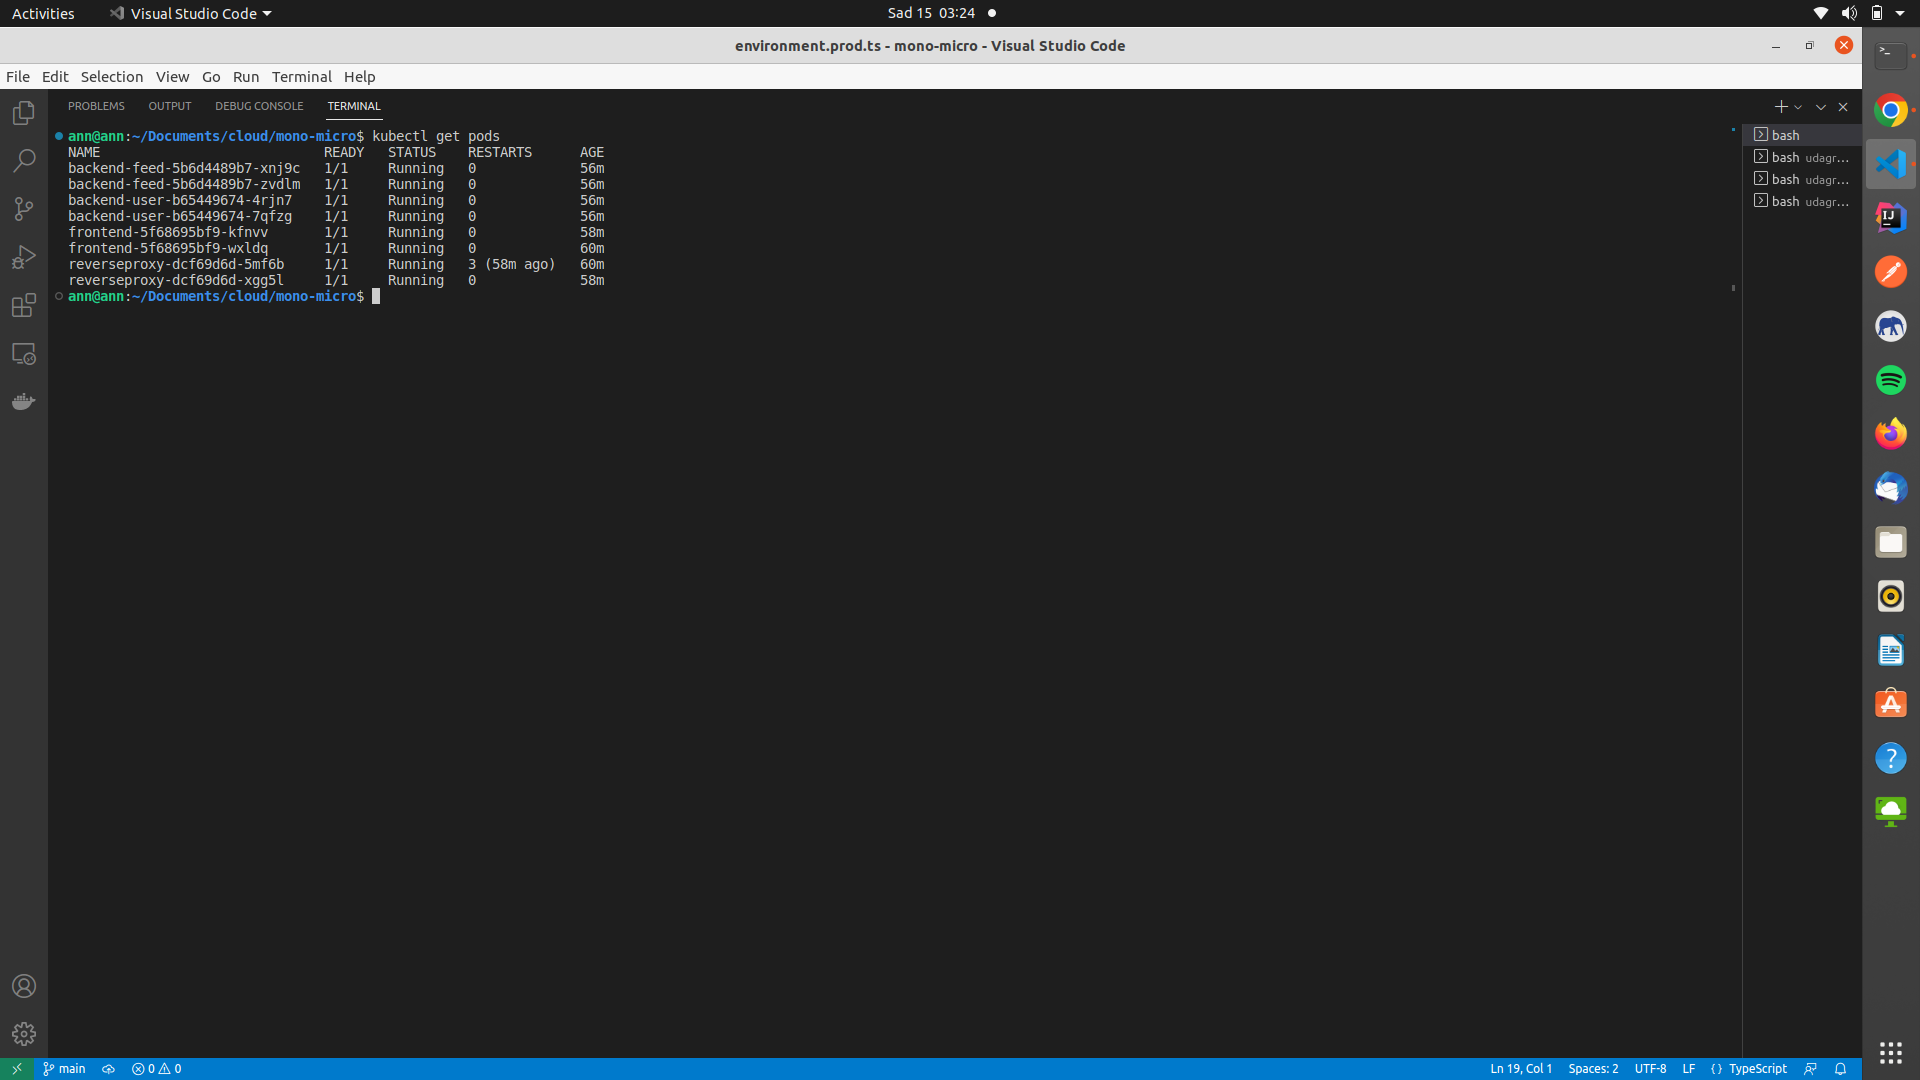 Activities Visual Studio Code Sad 15 03:24
environment.prod.ts - mono-micro - Visual Studio Code
File Edit Selection View Go Run Terminal Help
PROBLEMS OUTPUT DEBUG CONSOLE TERMINAL
ann@ann:~/Documents/cloud/mono-micro$ kubectl get pods
NAME READY STATUS RESTARTS AGE
backend-feed-5b6d4489b7-xnj9c 1/1 Running 0 56m
backend-feed-5b6d4489b7-zvdlm 1/1 Running 0 56m
backend-user-b65449674-4rjn7 1/1 Running 0 56m
backend-user-b65449674-7qfzg 1/1 Running 0 56m
frontend-5f68695bf9-kfnvv 1/1 Running 0 58m
frontend-5f68695bf9-wxldq 1/1 Running 0 60m
reverseproxy-dcf69d6d-5mf6b 1/1 Running 3 (58m ago) 60m
reverseproxy-dcf69d6d-xgg5l 1/1 Running 0 58m
ann@ann:~/Documents/cloud/mono-micro$
bash
bash udagr...
bash udagr...
bash udagr...
main 0 0 Ln 19, Col 1 Spaces: 2 UTF-8 LF {} TypeScript